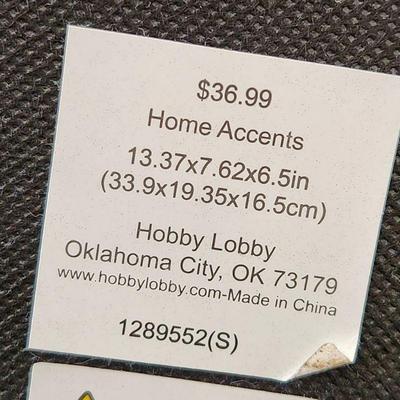 $36.99
Home Accents
13.37x7.62x6.5in
(33.9x19.35x16.5cm)
Hobby Lobby
Oklahoma City, OK 73179
www.hobbylobby.com-Made in China
1289552(S)